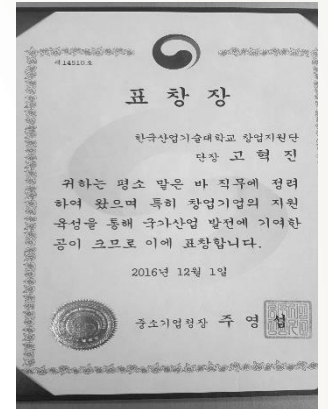 제14510호
표창장
한국산업기술대학교 창업지원단
단장 고혁진
귀하는 평소 맡은 바 직무에 정려
하여 왔으며 특히 창업기업의 지원
육성을 통해 국가산업 발전에 기여한
공이 크므로 이에 표창합니다.
2016년 12월 1일
중소기업청장 주영섭